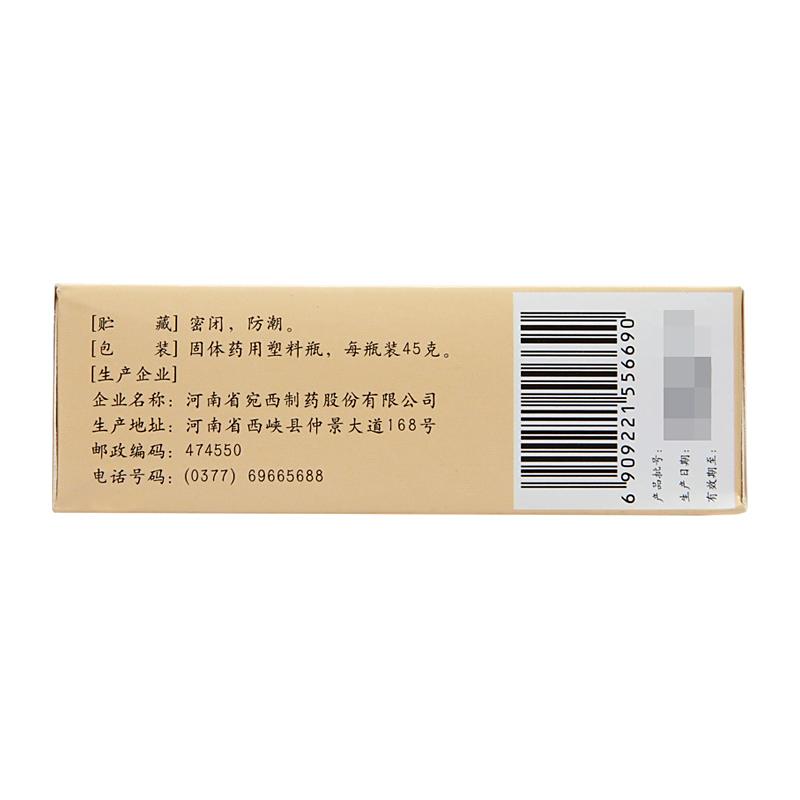 [贮　　藏] 密闭，防潮。
[包　　装] 固体药用塑料瓶，每瓶装45克。
[生产企业]
企业名称：河南省宛西制药股份有限公司
生产地址：河南省西峡县仲景大道168号
邮政编码：474550
电话号码：(0377) 69665688
6 909221 556690
产品批号：
生产日期：
有效期至：